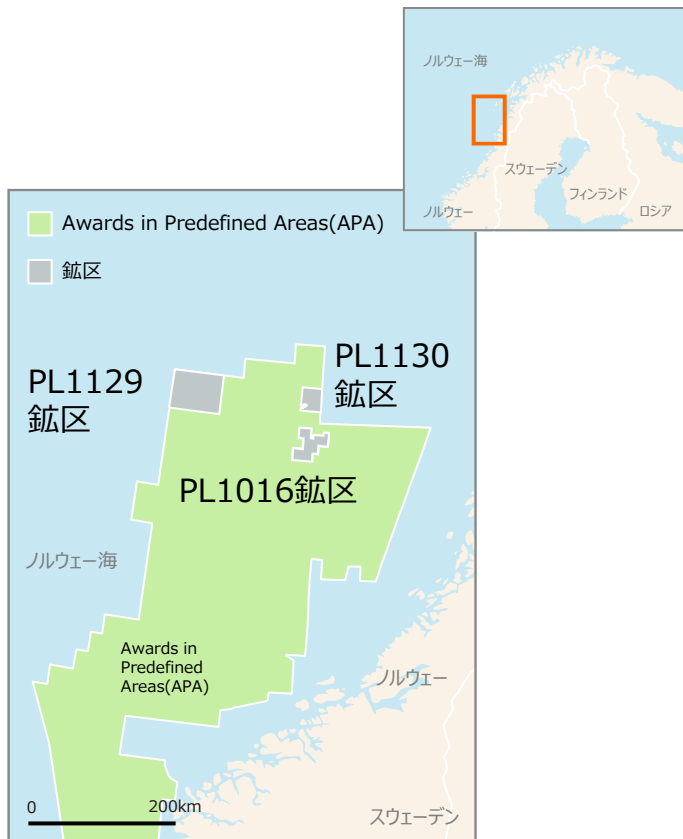 ノルウェー海
スウェーデン
フィンランド
ノルウェー
ロシア
Awards in Predefined Areas(APA)
鉱区
PL1129
鉱区
PL1130
鉱区
PL1016鉱区
ノルウェー海
Awards in
Predefined
Areas(APA)
ノルウェー
0
200km
スウェーデン